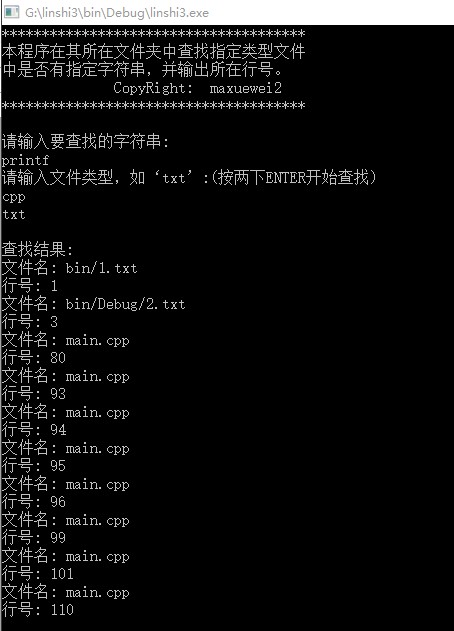 G:\linshi3\bin\Debug\linshi3.exe
**************************************
本程序在其所在文件夹中查找指定类型文件
中是否有指定字符串，并输出所在行号。
CopyRight:  maxuewei2
**************************************
请输入要查找的字符串:
printf
请输入文件类型，如‘txt’:(按两下ENTER开始查找)
cpp
txt
查找结果:
文件名: bin/1.txt
行号: 1
文件名: bin/Debug/2.txt
行号: 3
文件名: main.cpp
行号: 80
文件名: main.cpp
行号: 93
文件名: main.cpp
行号: 94
文件名: main.cpp
行号: 95
文件名: main.cpp
行号: 96
文件名: main.cpp
行号: 99
文件名: main.cpp
行号: 101
文件名: main.cpp
行号: 110